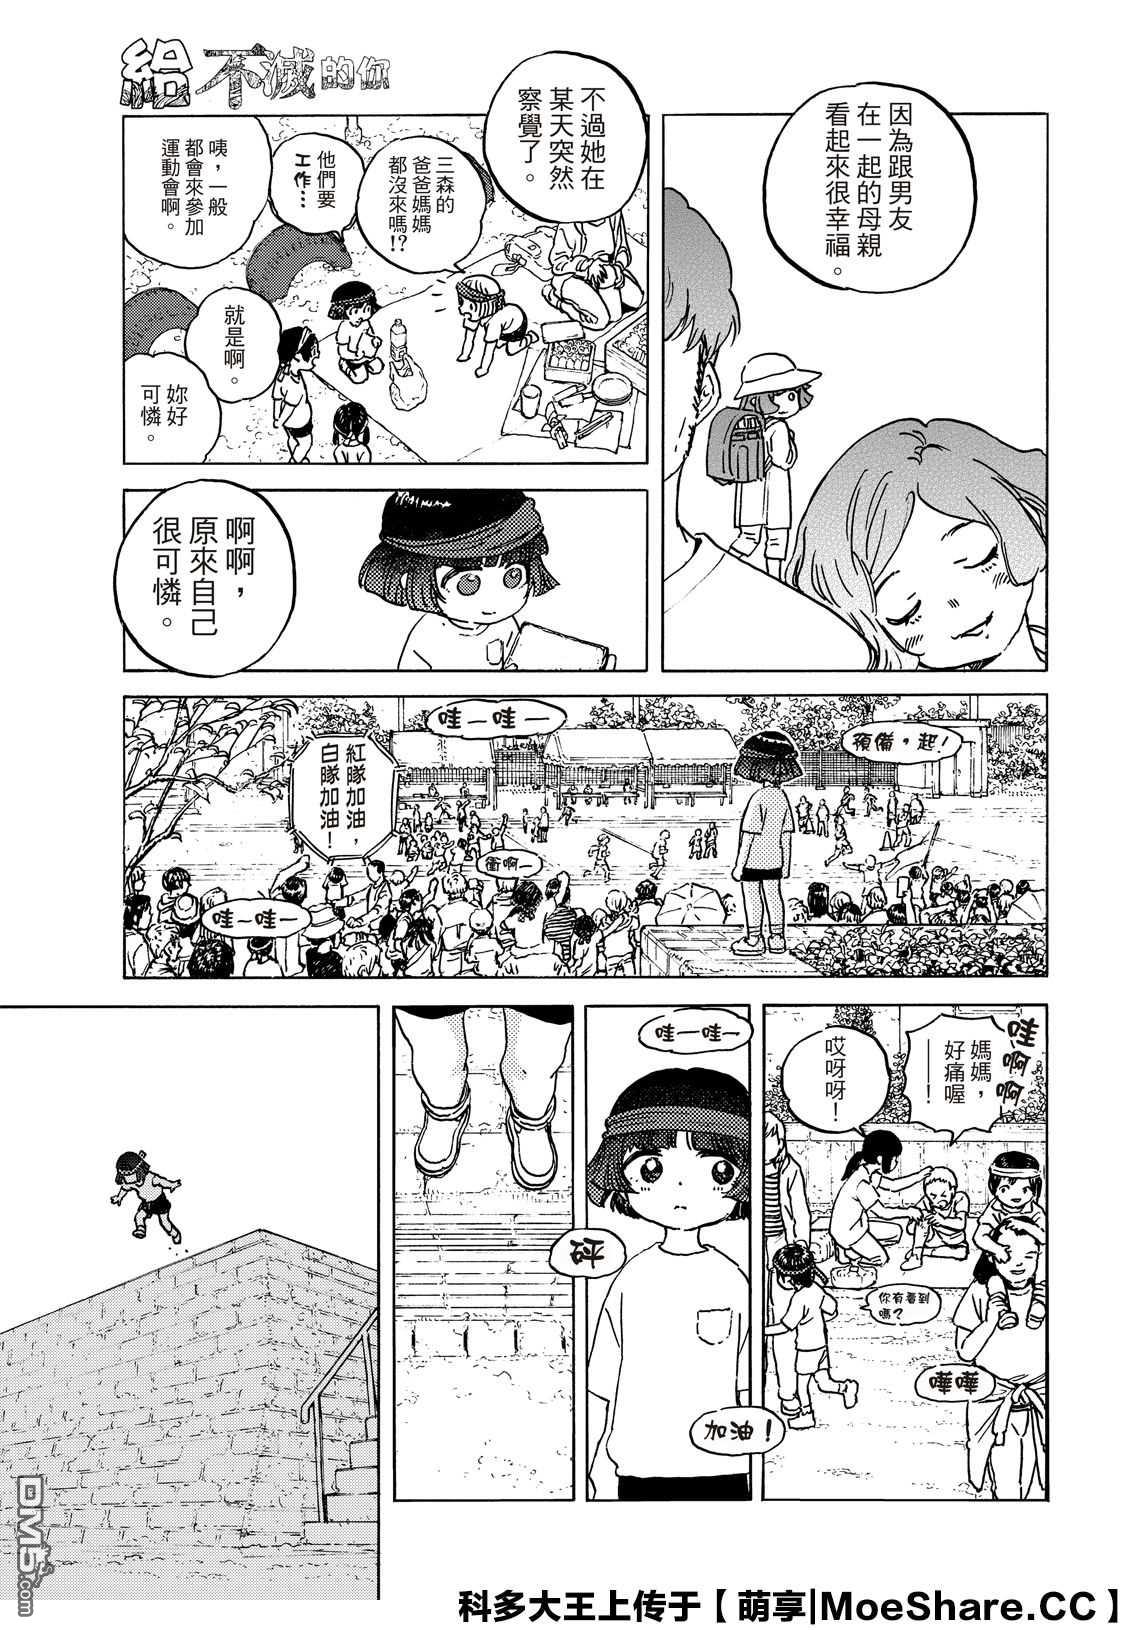 給不滅的你
因為跟男友
在一起的母親
看起來很幸福。
不過她在
某天突然
察覺了。
三森的
爸爸媽媽
都沒來嗎!?
他們要
工作…
咦，一般
都會來參加
運動會啊。
就是啊。
妳好
可憐。
啊啊，
原來自己
很可憐。
預備，起！
哇—哇—
紅隊加油，
白隊加油！
衝啊—
哇～哇—
哇啊啊
媽媽，
好痛喔
——！
哎呀呀！
你有看到
嗎？
嘩嘩
哇—哇—
砰
加油！
DM5.com
科多大王上传于【萌享|MoeShare.CC】